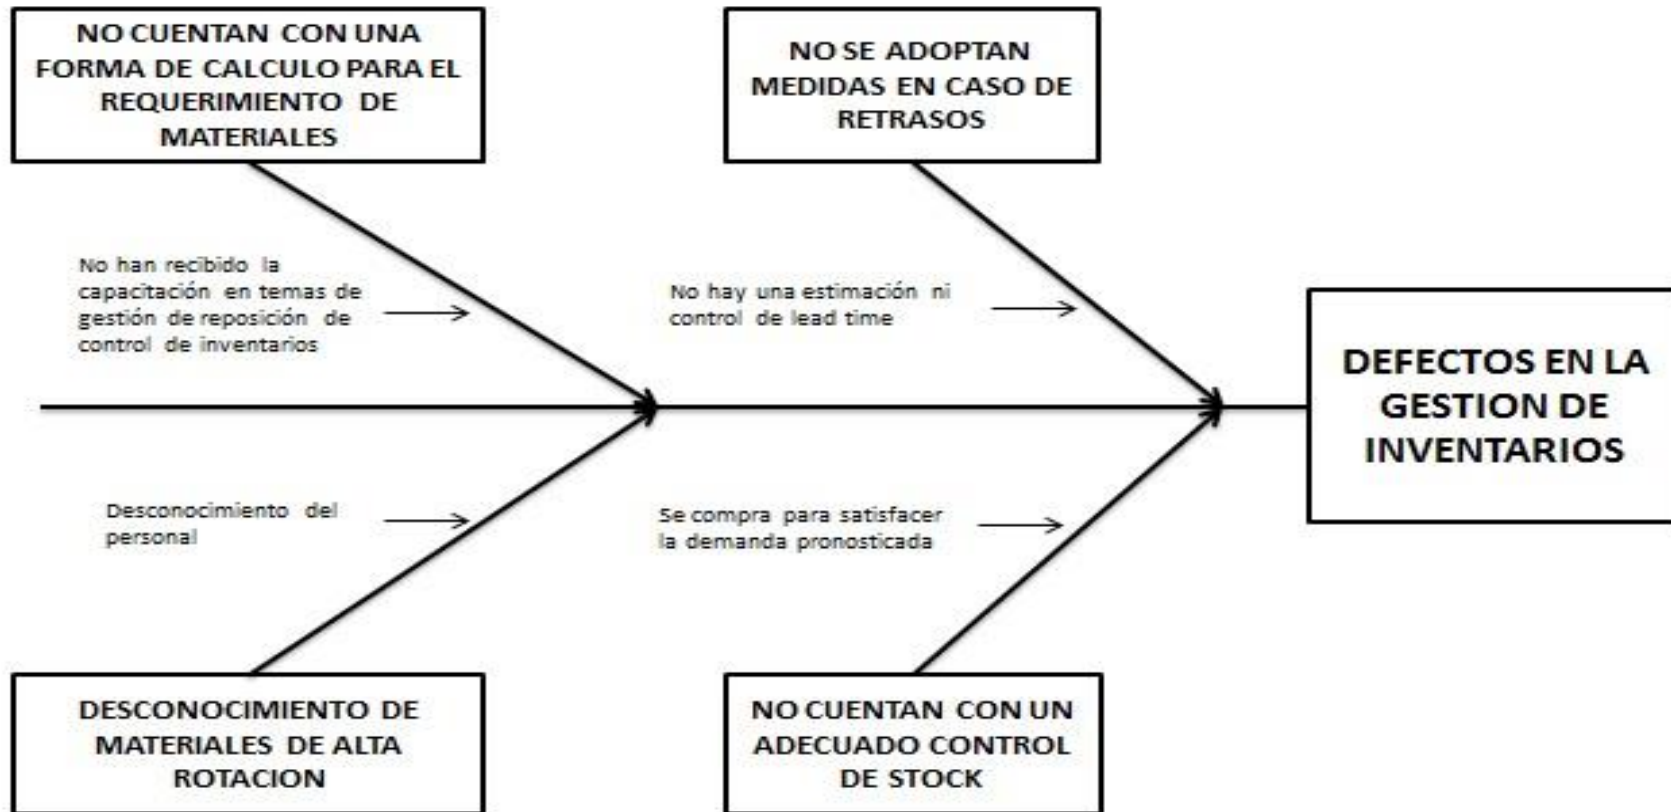 NO CUENTAN CON UNA
FORMA DE CALCULO PARA EL
REQUERIMIENTO DE
MATERIALES
NO SE ADOPTAN
MEDIDAS EN CASO DE
RETRASOS
No han recibido la
capacitación en temas de
gestión de reposición de
control de inventarios
No hay una estimación ni
control de lead time
DEFECTOS EN LA
GESTION DE
INVENTARIOS
Desconocimiento del
personal
Se compra para satisfacer
la demanda pronosticada
DESCONOCIMIENTO DE
MATERIALES DE ALTA
ROTACION
NO CUENTAN CON UN
ADECUADO CONTROL
DE STOCK